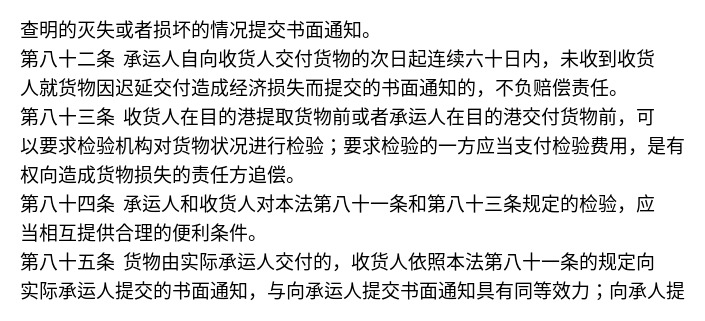 查明的灭失或者损坏的情况提交书面通知。
第八十二条 承运人自向收货人交付货物的次日起连续六十日内，未收到收货
人就货物因迟延交付造成经济损失而提交的书面通知的，不负赔偿责任。
第八十三条 收货人在目的港提取货物前或者承运人在目的港交付货物前，可
以要求检验机构对货物状况进行检验；要求检验的一方应当支付检验费用，是有
权向造成货物损失的责任方追偿。
第八十四条 承运人和收货人对本法第八十一条和第八十三条规定的检验，应
当相互提供合理的便利条件。
第八十五条 货物由实际承运人交付的，收货人依照本法第八十一条的规定向
实际承运人提交的书面通知，与向承运人提交书面通知具有同等效力；向承人提